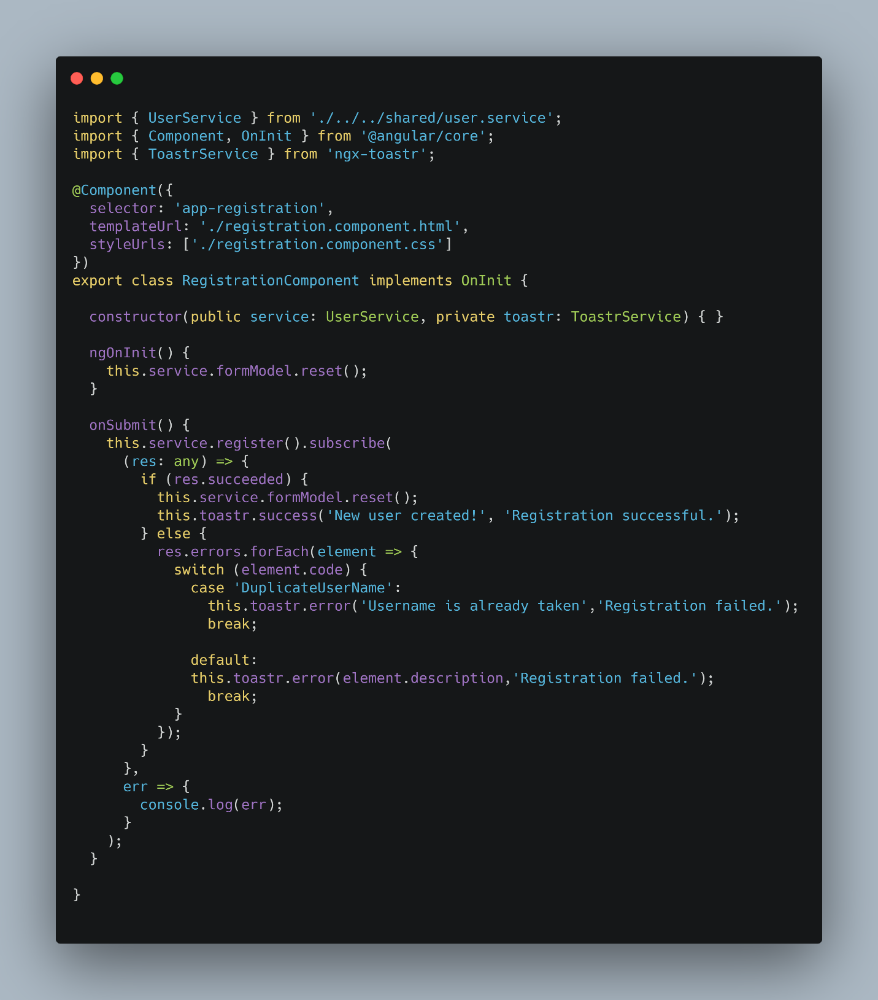 import { UserService } from './../../shared/user.service';
import { Component, OnInit } from '@angular/core';
import { ToastrService } from 'ngx-toastr';

@Component({
  selector: 'app-registration',
  templateUrl: './registration.component.html',
  styleUrls: ['./registration.component.css']
})
export class RegistrationComponent implements OnInit {

  constructor(public service: UserService, private toastr: ToastrService) { }

  ngOnInit() {
    this.service.formModel.reset();
  }

  onSubmit() {
    this.service.register().subscribe(
      (res: any) => {
        if (res.succeeded) {
          this.service.formModel.reset();
          this.toastr.success('New user created!', 'Registration successful.');
        } else {
          res.errors.forEach(element => {
            switch (element.code) {
              case 'DuplicateUserName':
                this.toastr.error('Username is already taken','Registration failed.');
                break;

              default:
              this.toastr.error(element.description,'Registration failed.');
                break;
            }
          });
        }
      },
      err => {
        console.log(err);
      }
    );
  }

}